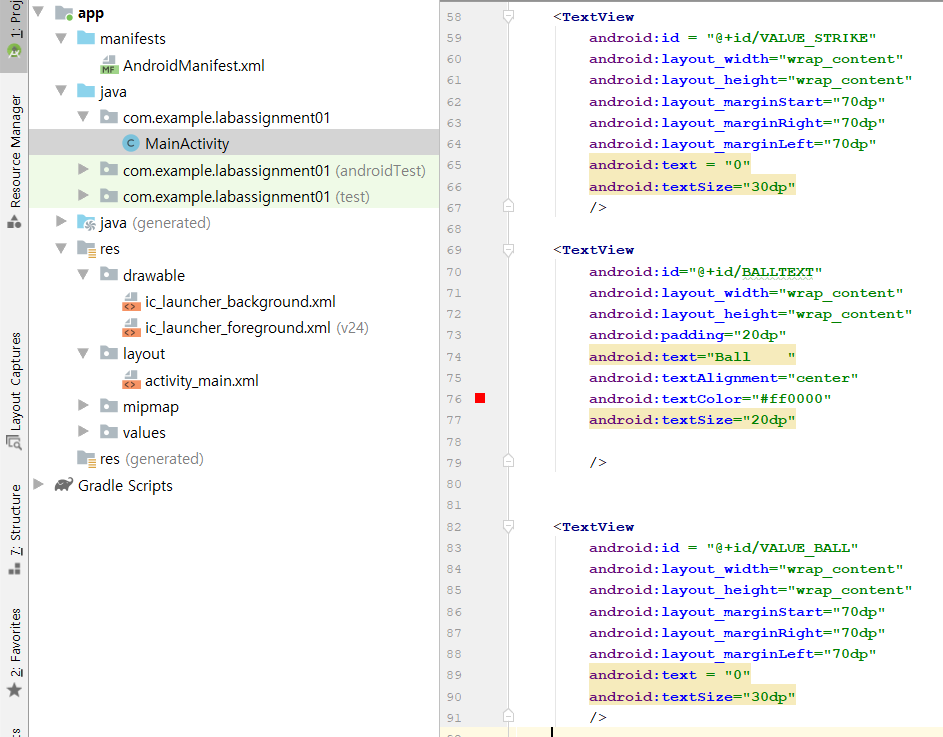 1: Proj
Resource Manager
Layout Captures
7: Structure
2: Favorites
app
manifests
AndroidManifest.xml
java
com.example.labassignment01
MainActivity
com.example.labassignment01 (androidTest)
com.example.labassignment01 (test)
java (generated)
res
drawable
ic_launcher_background.xml
ic_launcher_foreground.xml (v24)
layout
activity_main.xml
mipmap
values
res (generated)
Gradle Scripts
58 <TextView
59 android:id = "@+id/VALUE_STRIKE"
60 android:layout_width="wrap_content"
61 android:layout_height="wrap_content"
62 android:layout_marginStart="70dp"
63 android:layout_marginRight="70dp"
64 android:layout_marginLeft="70dp"
65 android:text = "0"
66 android:textSize="30dp"
67 />
68
69 <TextView
70 android:id="@+id/BALLTEXT"
71 android:layout_width="wrap_content"
72 android:layout_height="wrap_content"
73 android:padding="20dp"
74 android:text="Ball    "
75 android:textAlignment="center"
76 android:textColor="#ff0000"
77 android:textSize="20dp"
78
79 />
80
81
82 <TextView
83 android:id = "@+id/VALUE_BALL"
84 android:layout_width="wrap_content"
85 android:layout_height="wrap_content"
86 android:layout_marginStart="70dp"
87 android:layout_marginRight="70dp"
88 android:layout_marginLeft="70dp"
89 android:text = "0"
90 android:textSize="30dp"
91 />